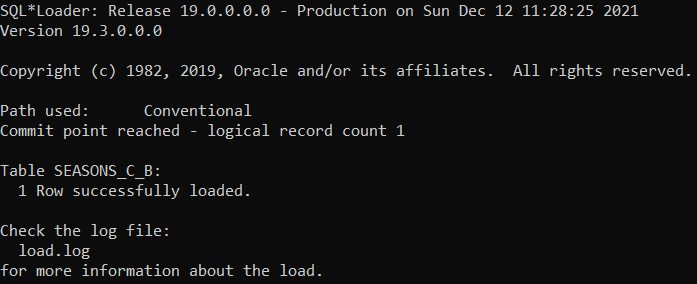 SQL*Loader: Release 19.0.0.0.0 - Production on Sun Dec 12 11:28:25 2021
Version 19.3.0.0.0
Copyright (c) 1982, 2019, Oracle and/or its affiliates.  All rights reserved.
Path used:      Conventional
Commit point reached - logical record count 1
Table SEASONS_C_B:
  1 Row successfully loaded.
Check the log file:
  load.log
for more information about the load.